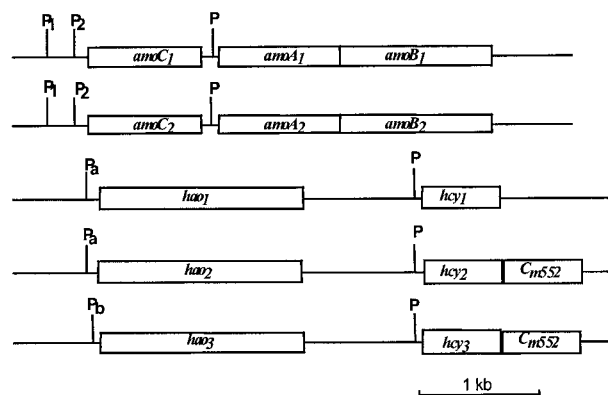 P1 P2 P
amoC1 amoA1 amoB1
P1 P2 P
amoC2 amoA2 amoB2
Pa P
hao1 hcy1
Pa P
hao2 hcy2 Cm552
Pb P
hao3 hcy3 Cm552
1 kb